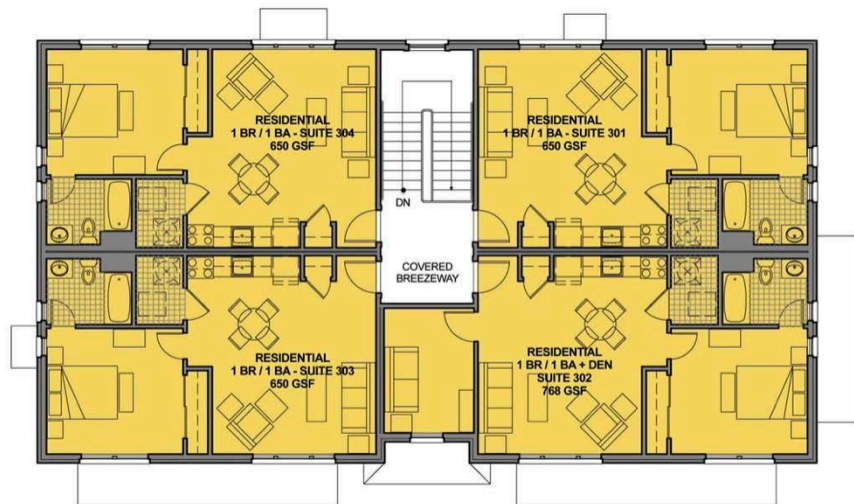 RESIDENTIAL
1 BR / 1 BA - SUITE 304
650 GSF
RESIDENTIAL
1 BR / 1 BA - SUITE 301
650 GSF
DN
COVERED
BREEZEWAY
RESIDENTIAL
1 BR / 1 BA - SUITE 303
650 GSF
RESIDENTIAL
1 BR / 1 BA + DEN
SUITE 302
768 GSF